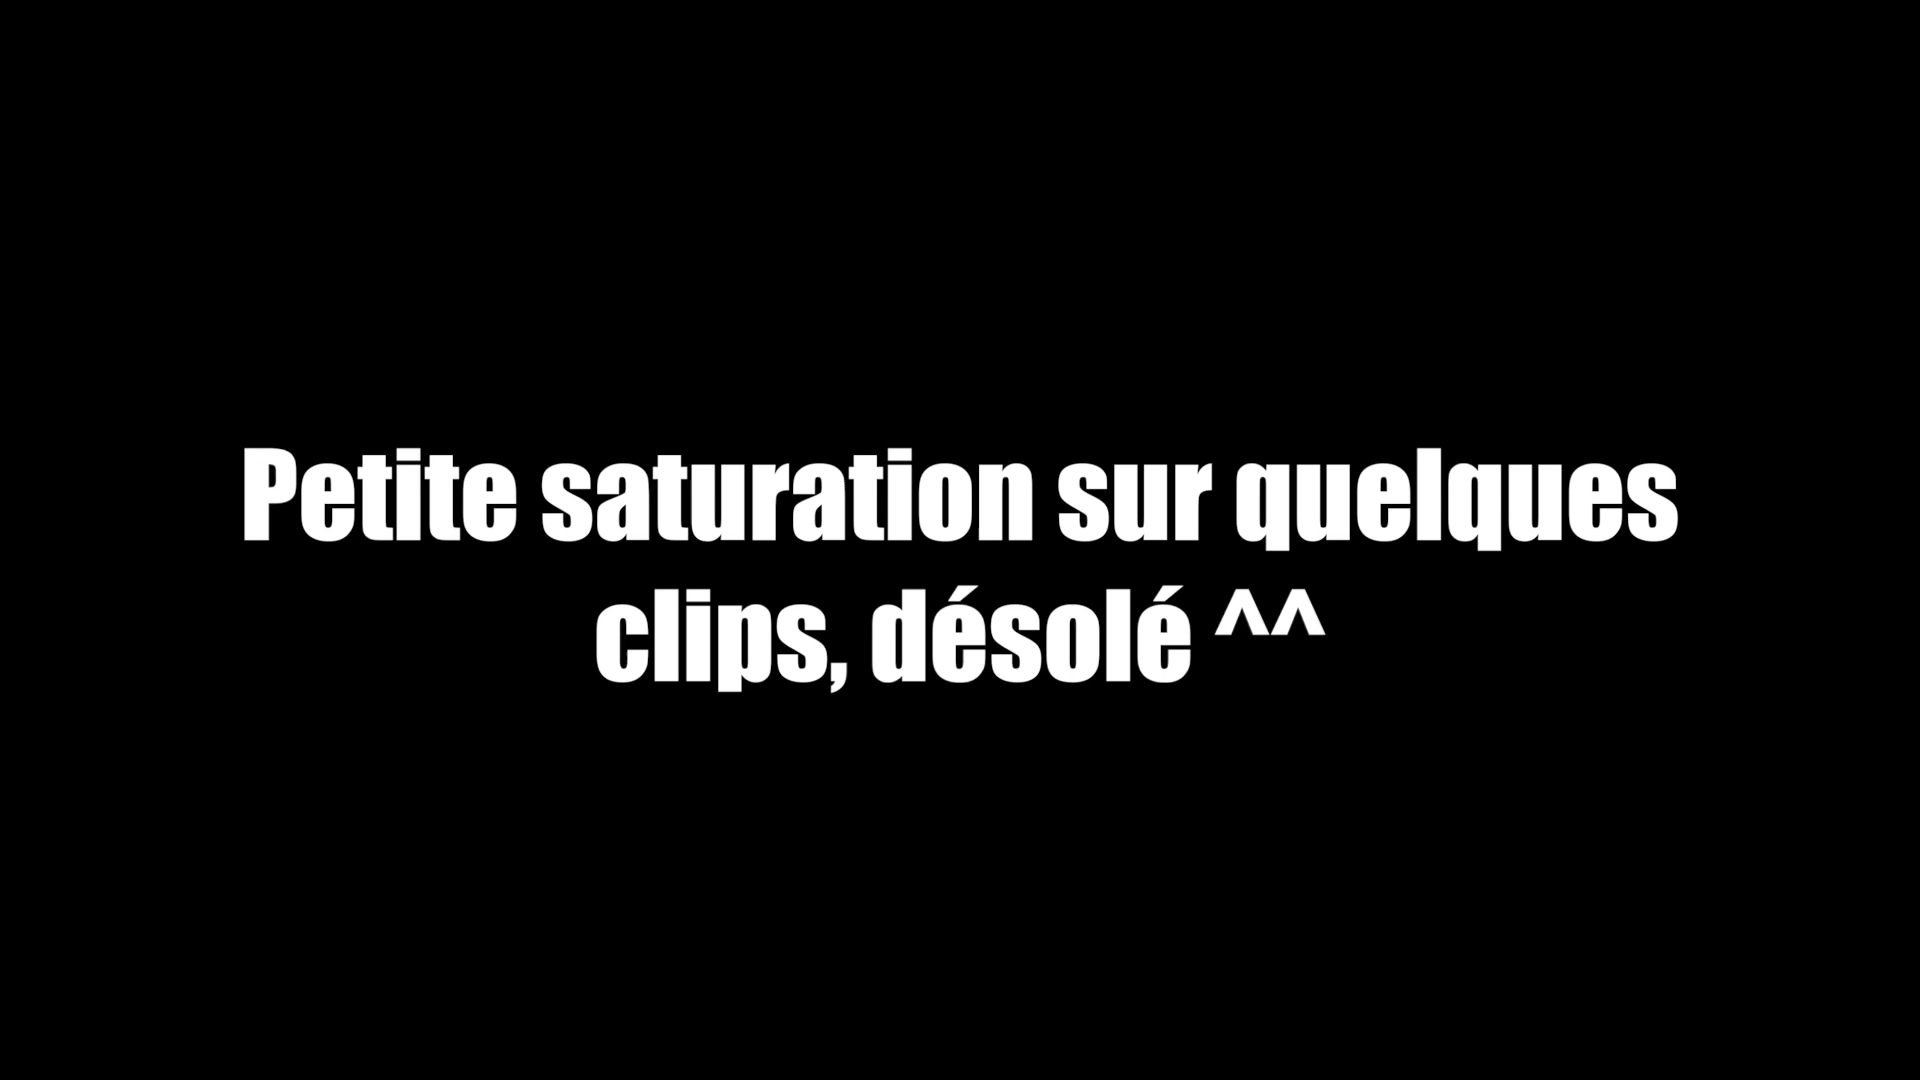 Petite saturation sur quelques
clips, désolé ^^